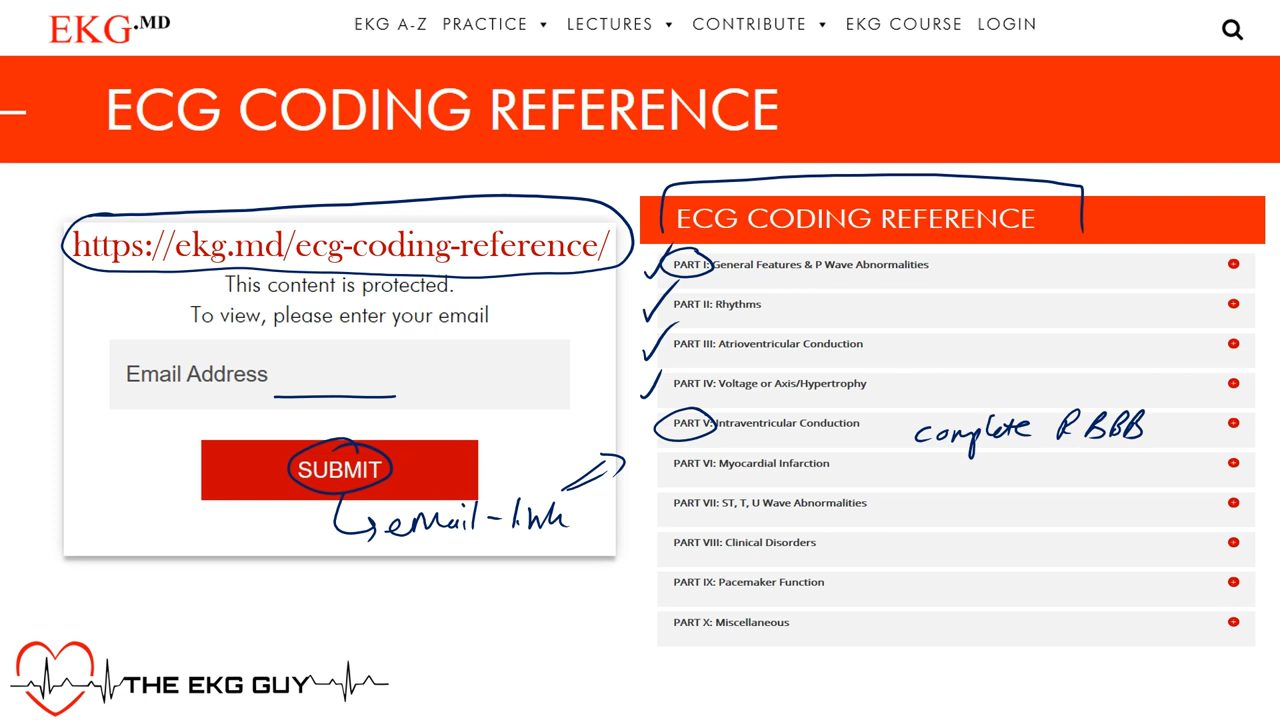 EKG.MD
EKG A-Z PRACTICE LECTURES CONTRIBUTE EKG COURSE LOGIN
ECG CODING REFERENCE
https://ekg.md/ecg-coding-reference/
This content is protected.
To view, please enter your email
Email Address
SUBMIT
email - link
ECG CODING REFERENCE
PART I: General Features & P Wave Abnormalities
PART II: Rhythms
PART III: Atrioventricular Conduction
PART IV: Voltage or Axis/Hypertrophy
PART V: Intraventricular Conduction
complete RBBB
PART VI: Myocardial Infarction
PART VII: ST, T, U Wave Abnormalities
PART VIII: Clinical Disorders
PART IX: Pacemaker Function
PART X: Miscellaneous
THE EKG GUY